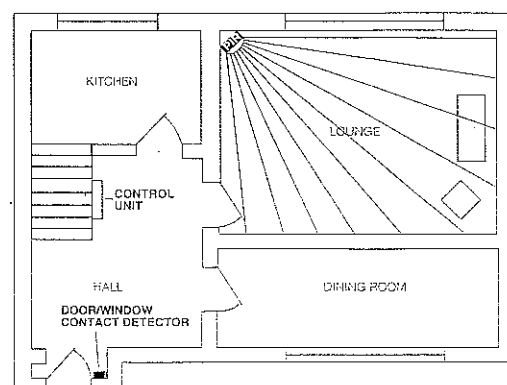 PIR
KITCHEN
LOUNGE
CONTROL
UNIT
HALL
DINING ROOM
DOOR/WINDOW
CONTACT DETECTOR